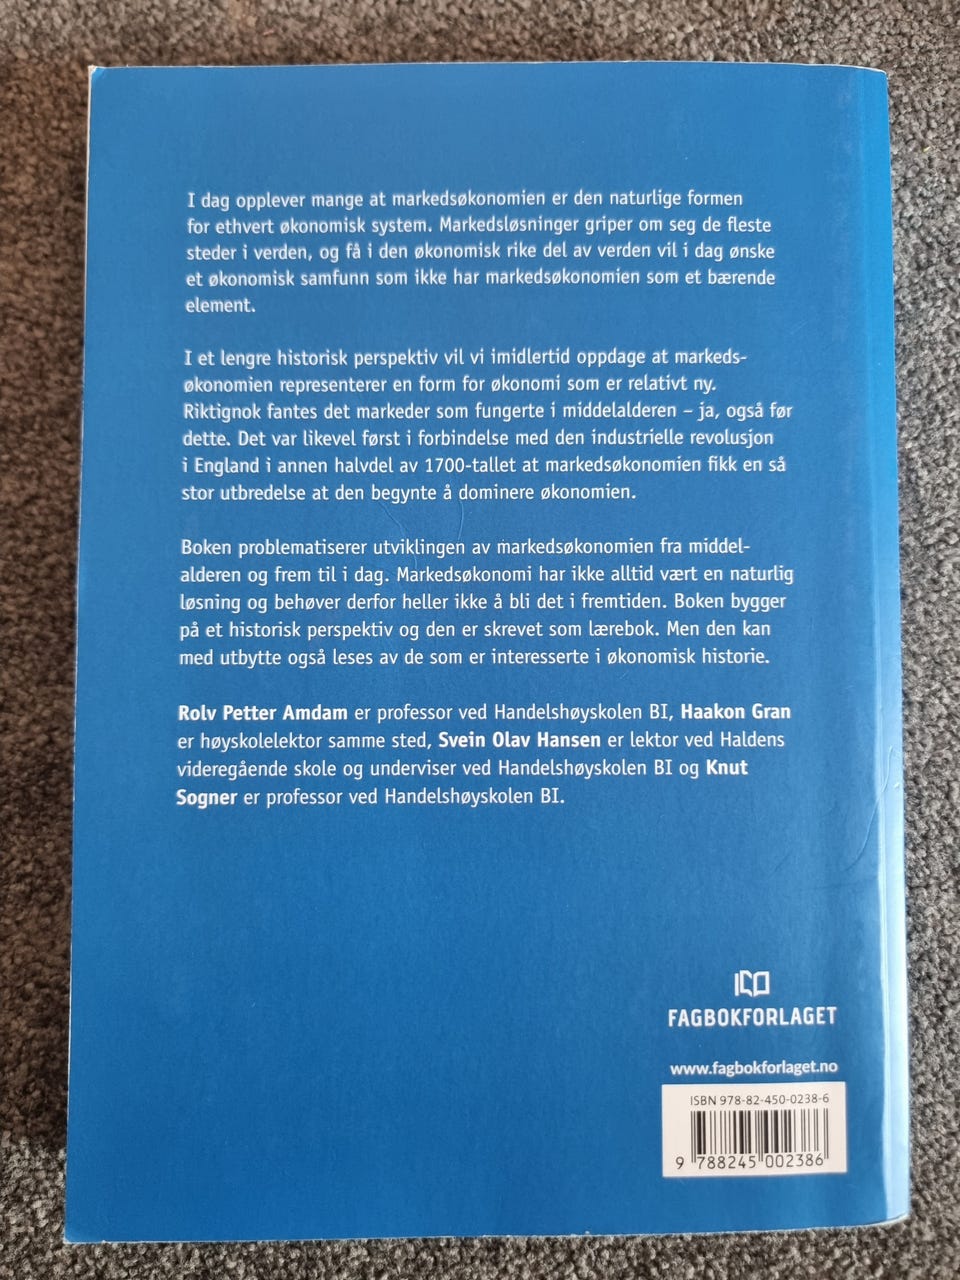 I dag opplever mange at markedsøkonomien er den naturlige formen
for ethvert økonomisk system. Markedsløsninger griper om seg de fleste
steder i verden, og få i den økonomisk rike del av verden vil i dag ønske
et økonomisk samfunn som ikke har markedsøkonomien som et bærende
element.
I et lengre historisk perspektiv vil vi imidlertid oppdage at markeds-
økonomien representerer en form for økonomi som er relativt ny.
Riktignok fantes det markeder som fungerte i middelalderen – ja, også før
dette. Det var likevel først i forbindelse med den industrielle revolusjon
i England i annen halvdel av 1700-tallet at markedsøkonomien fikk en så
stor utbredelse at den begynte å dominere økonomien.
Boken problematiserer utviklingen av markedsøkonomien fra middel-
alderen og frem til i dag. Markedsøkonomi har ikke alltid vært en naturlig
løsning og behøver derfor heller ikke å bli det i fremtiden. Boken bygger
på et historisk perspektiv og den er skrevet som lærebok. Men den kan
med utbytte også leses av de som er interesserte i økonomisk historie.
Rolv Petter Amdam er professor ved Handelshøyskolen BI, Haakon Gran
er høyskolelektor samme sted, Svein Olav Hansen er lektor ved Haldens
videregående skole og underviser ved Handelshøyskolen BI og Knut
Sogner er professor ved Handelshøyskolen BI.
FAGBOKFORLAGET
www.fagbokforlaget.no
ISBN 978-82-450-0238-6
9 788245 002386